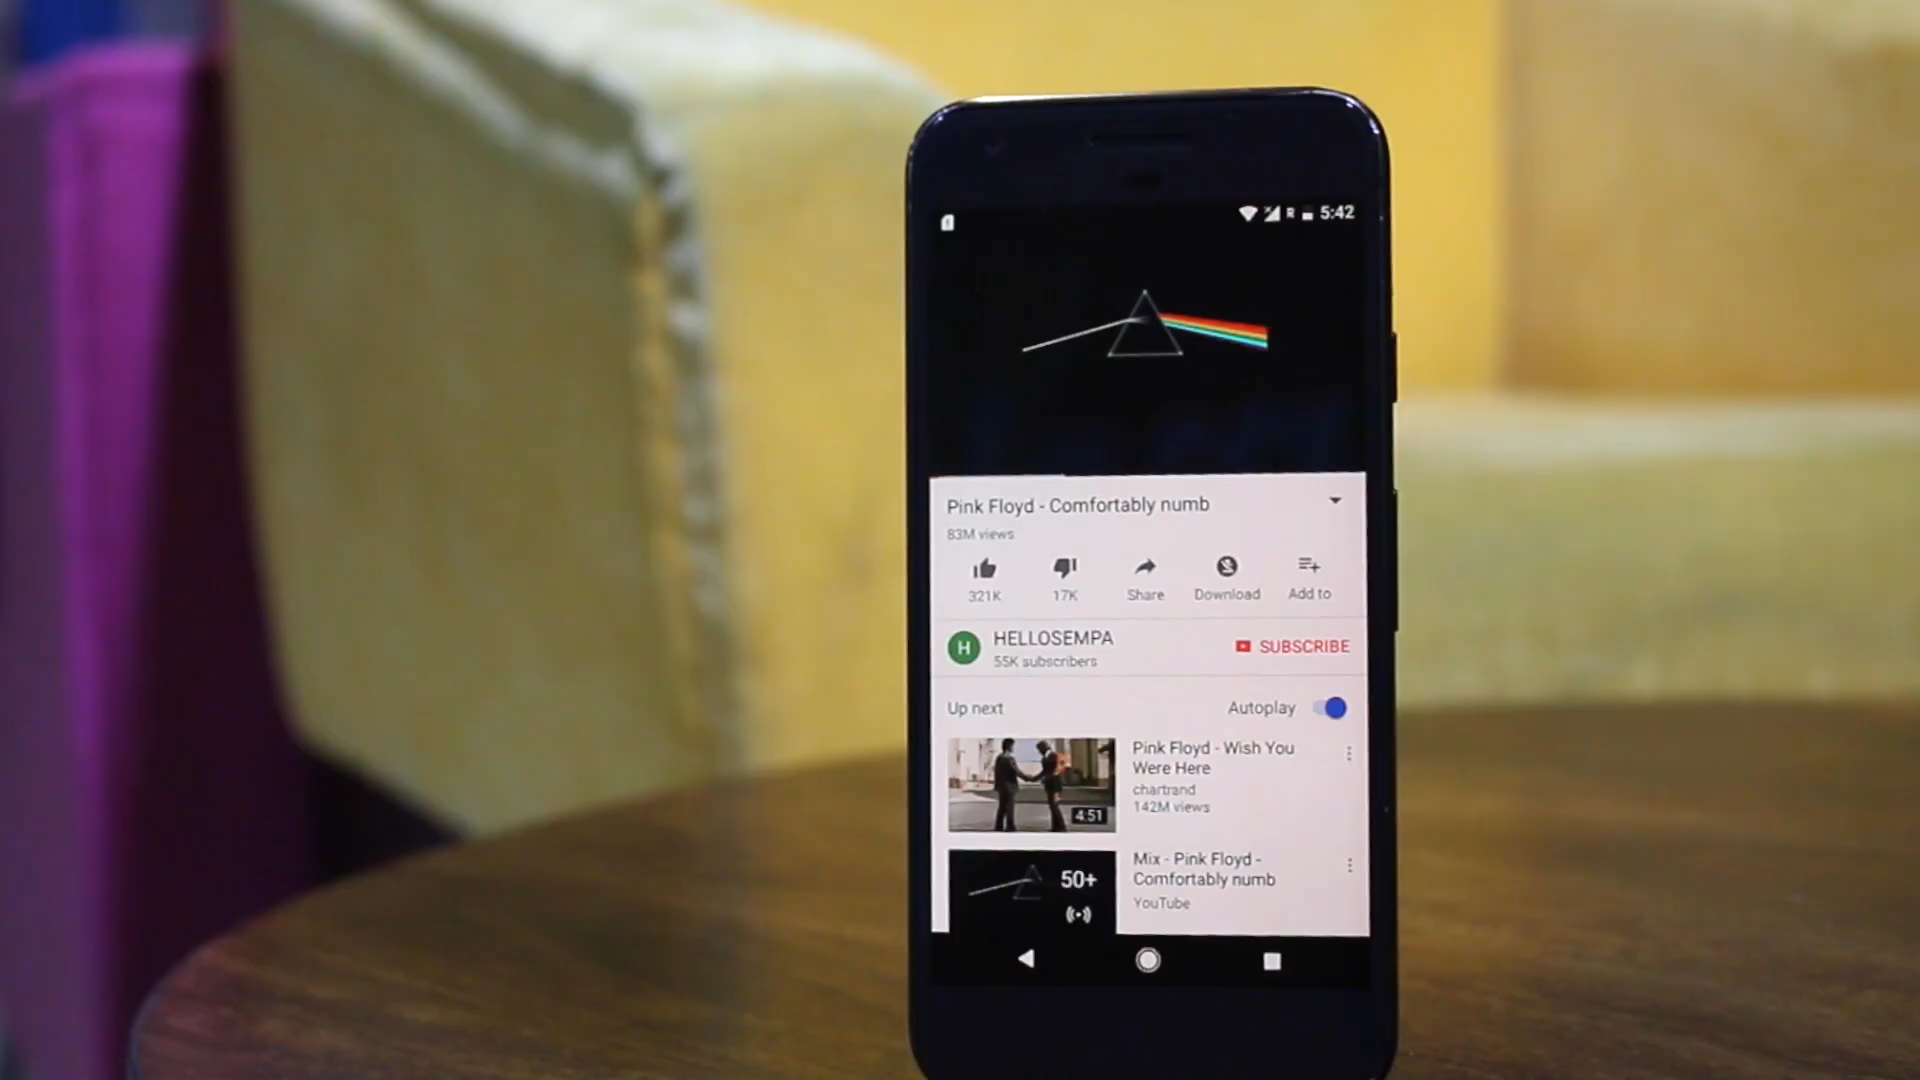 R 5:42
Pink Floyd - Comfortably numb
83M views
321K
17K
Share
Download
Add to
H
HELLOSEMPA
55K subscribers
SUBSCRIBE
Up next
Autoplay
4:51
Pink Floyd - Wish You
Were Here
chartrand
142M views
50+
Mix - Pink Floyd -
Comfortably numb
YouTube